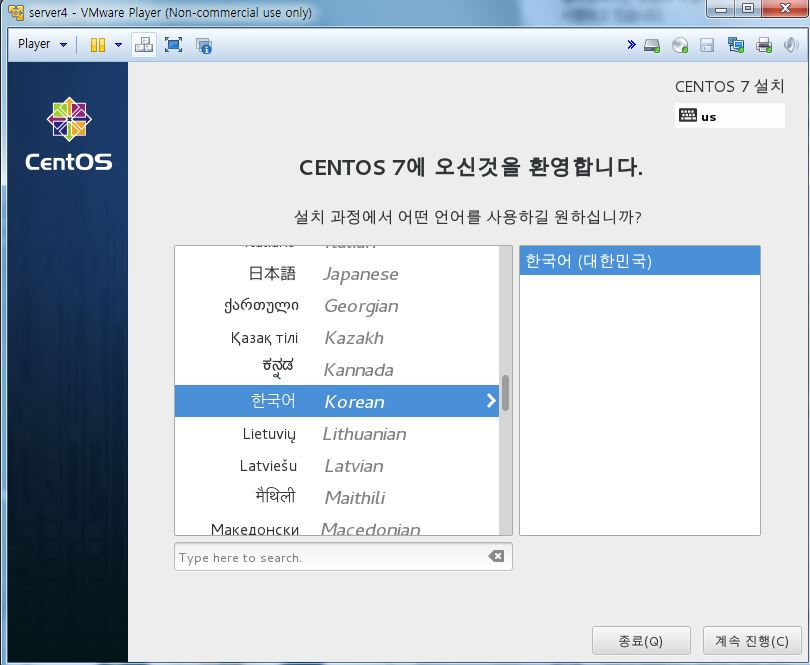 server4 - VMware Player (Non-commercial use only)
Player
CentOS
CENTOS 7 설치
us
CENTOS 7에 오신것을 환영합니다.
설치 과정에서 어떤 언어를 사용하길 원하십니까?
日本語 Japanese
ქართული Georgian
Қазақ тілі Kazakh
ಕನ್ನಡ Kannada
한국어 Korean
Lietuvių Lithuanian
Latviešu Latvian
मैथिली Maithili
Македонски Macedonian
한국어 (대한민국)
Type here to search.
종료(Q)
계속 진행(C)